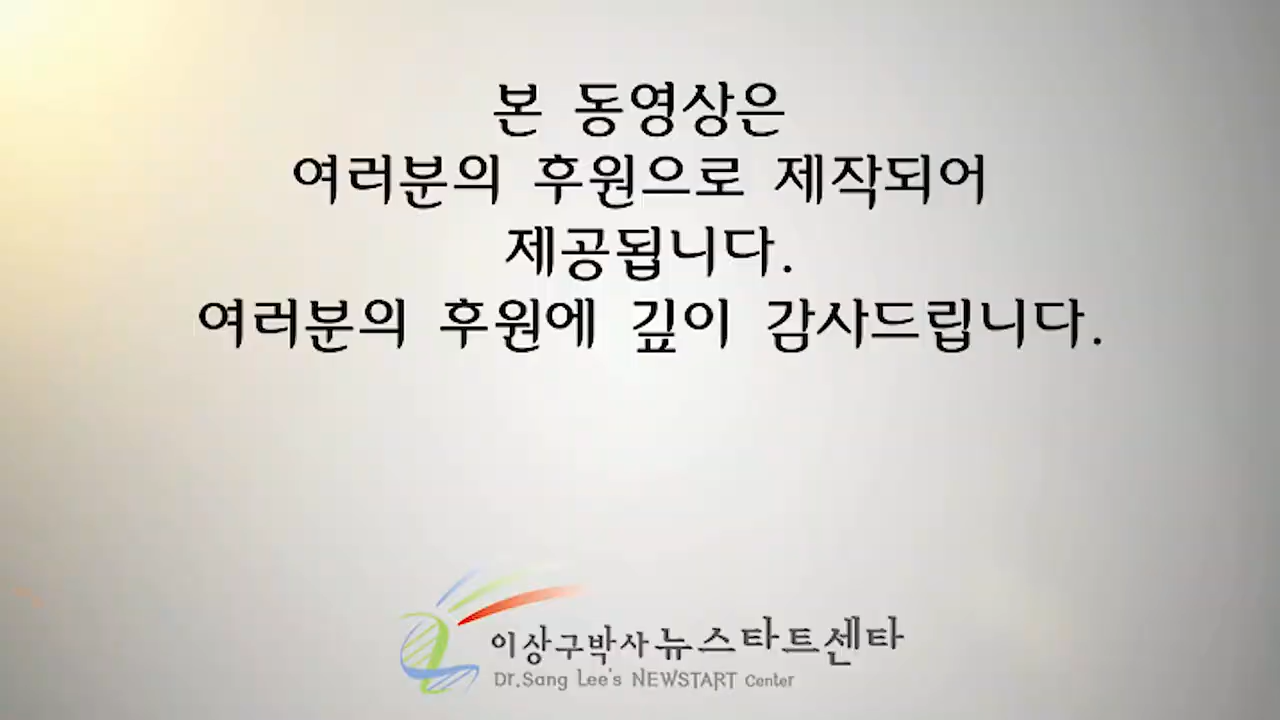 본 동영상은
여러분의 후원으로 제작되어
제공됩니다.
여러분의 후원에 깊이 감사드립니다.
이상구박사 뉴스타트센타
Dr.Sang Lee's NEWSTART Center